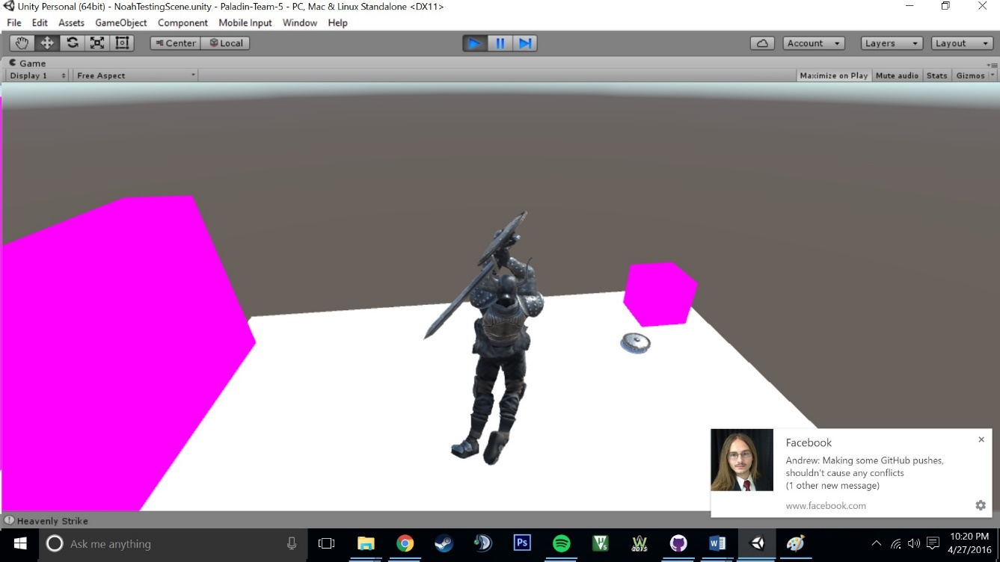 Unity Personal (64bit) - NoahTestingScene.unity - Paladin-Team-5 - PC, Mac & Linux Standalone <DX11>
File Edit Assets GameObject Component Mobile Input Window Help
Center Local Account Layers Layout
Game
Display 1 Free Aspect Maximize on Play Mute audio Stats Gizmos
Facebook
Andrew: Making some GitHub pushes,
shouldn't cause any conflicts
(1 other new message)
www.facebook.com
Heavenly Strike
Ask me anything
Ps
V5
W
2015
W
10:20 PM
4/27/2016